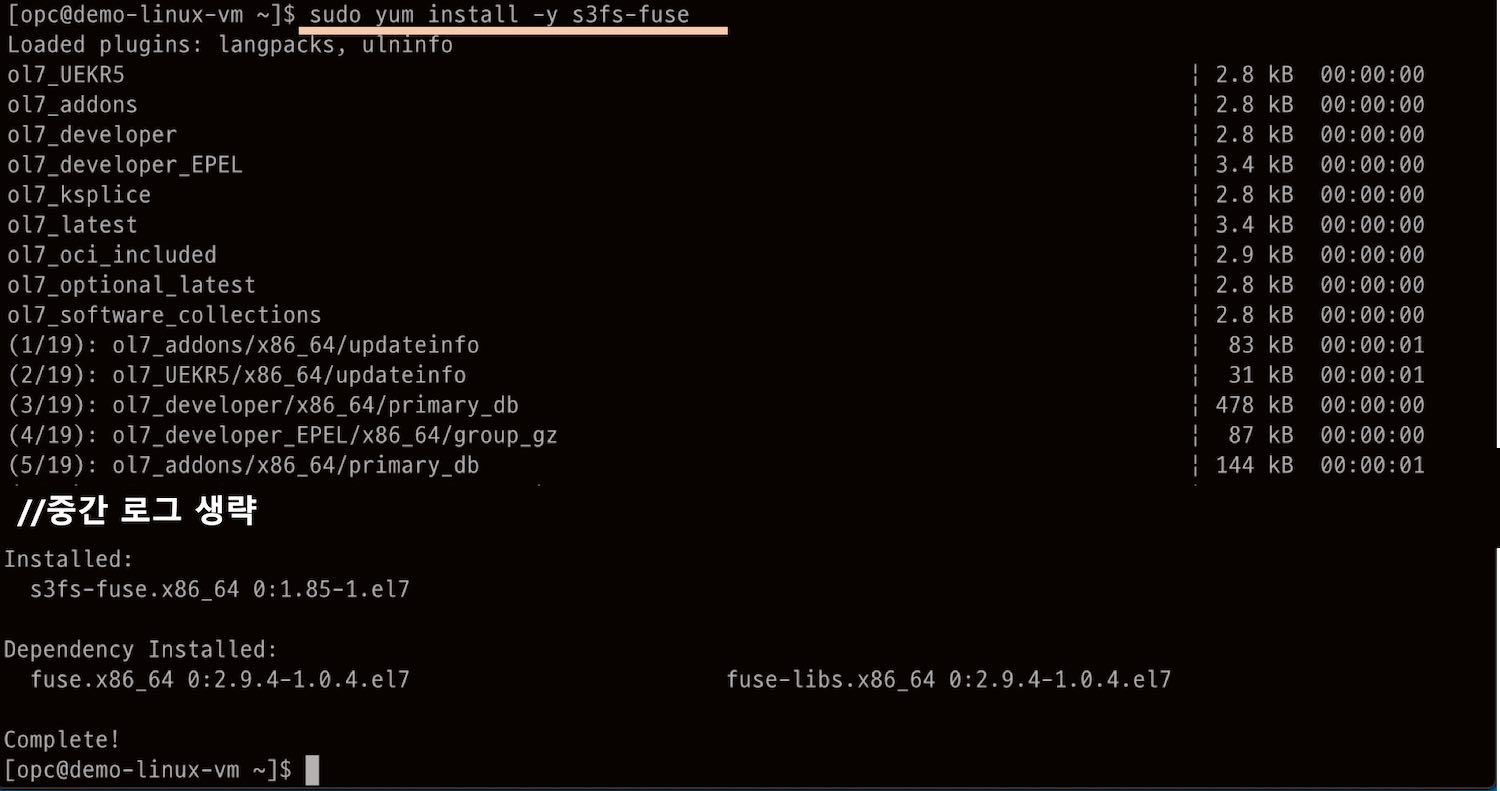 [opc@demo-linux-vm ~]$ sudo yum install -y s3fs-fuse
Loaded plugins: langpacks, ulninfo
ol7_UEKR5 ¦ 2.8 kB 00:00:00
ol7_addons ¦ 2.8 kB 00:00:00
ol7_developer ¦ 2.8 kB 00:00:00
ol7_developer_EPEL ¦ 3.4 kB 00:00:00
ol7_ksplice ¦ 2.8 kB 00:00:00
ol7_latest ¦ 3.4 kB 00:00:00
ol7_oci_included ¦ 2.9 kB 00:00:00
ol7_optional_latest ¦ 2.8 kB 00:00:00
ol7_software_collections ¦ 2.8 kB 00:00:00
(1/19): ol7_addons/x86_64/updateinfo ¦ 83 kB 00:00:01
(2/19): ol7_UEKR5/x86_64/updateinfo ¦ 31 kB 00:00:01
(3/19): ol7_developer/x86_64/primary_db ¦ 478 kB 00:00:00
(4/19): ol7_developer_EPEL/x86_64/group_gz ¦ 87 kB 00:00:00
(5/19): ol7_addons/x86_64/primary_db ¦ 144 kB 00:00:01
//중간 로그 생략
Installed:
s3fs-fuse.x86_64 0:1.85-1.el7
Dependency Installed:
fuse.x86_64 0:2.9.4-1.0.4.el7 fuse-libs.x86_64 0:2.9.4-1.0.4.el7
Complete!
[opc@demo-linux-vm ~]$